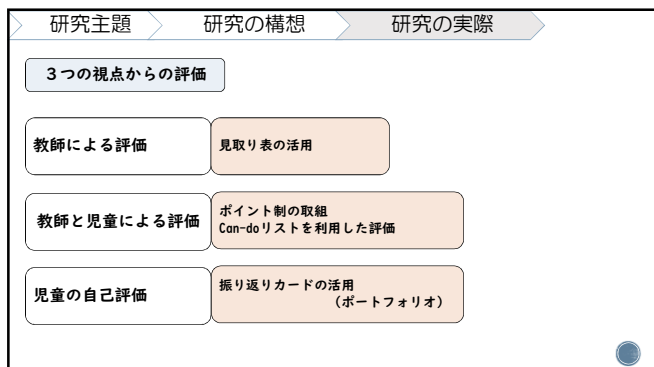 研究主題 研究の構想 研究の実際
３つの視点からの評価
教師による評価
見取り表の活用
教師と児童による評価
ポイント制の取組
Can-doリストを利用した評価
児童の自己評価
振り返りカードの活用
（ポートフォリオ）